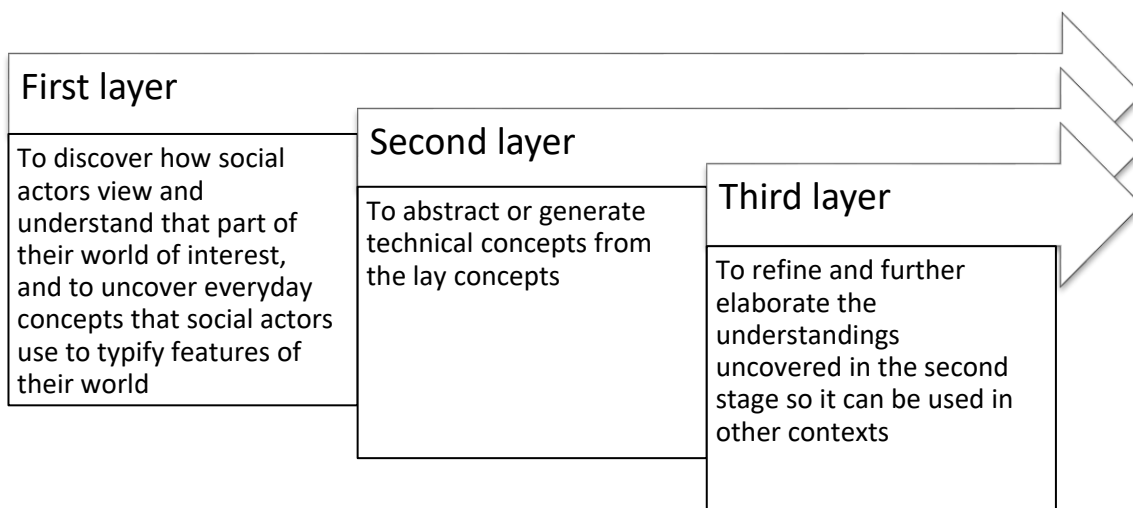 First layer
To discover how social
actors view and
understand that part of
their world of interest,
and to uncover everyday
concepts that social actors
use to typify features of
their world
Second layer
To abstract or generate
technical concepts from
the lay concepts
Third layer
To refine and further
elaborate the
understandings
uncovered in the second
stage so it can be used in
other contexts